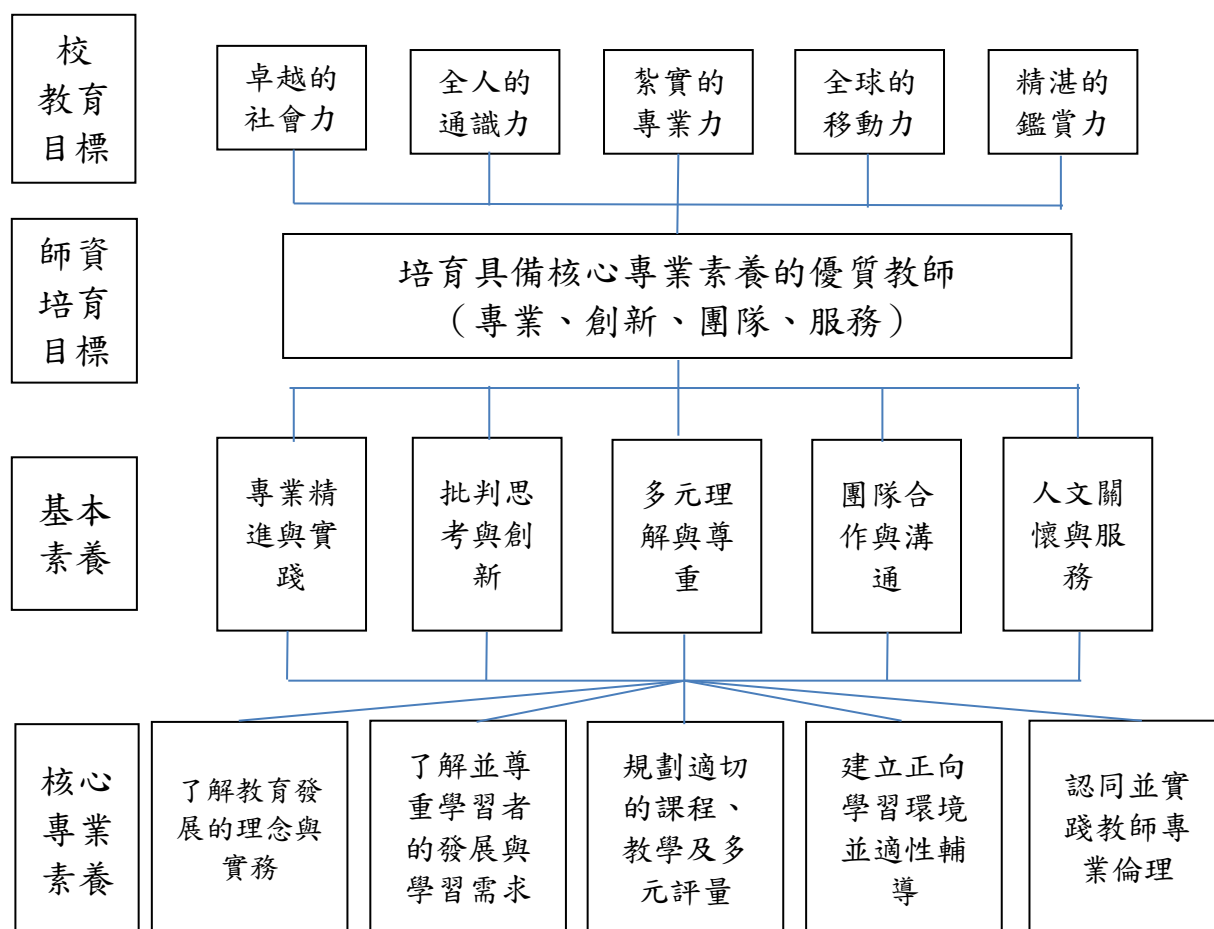 校
教育
目標
卓越的
社會力
全人的
通識力
紮實的
專業力
全球的
移動力
精湛的
鑑賞力
師資
培育
目標
培育具備核心專業素養的優質教師
（專業、創新、團隊、服務）
基本
素養
專業精
進與實
踐
批判思
考與創
新
多元理
解與尊
重
團隊合
作與溝
通
人文關
懷與服
務
核心
專業
素養
了解教育發
展的理念與
實務
了解並尊
重學習者
的發展與
學習需求
規劃適切
的課程、
教學及多
元評量
建立正向
學習環境
並適性輔
導
認同並實
踐教師專
業倫理